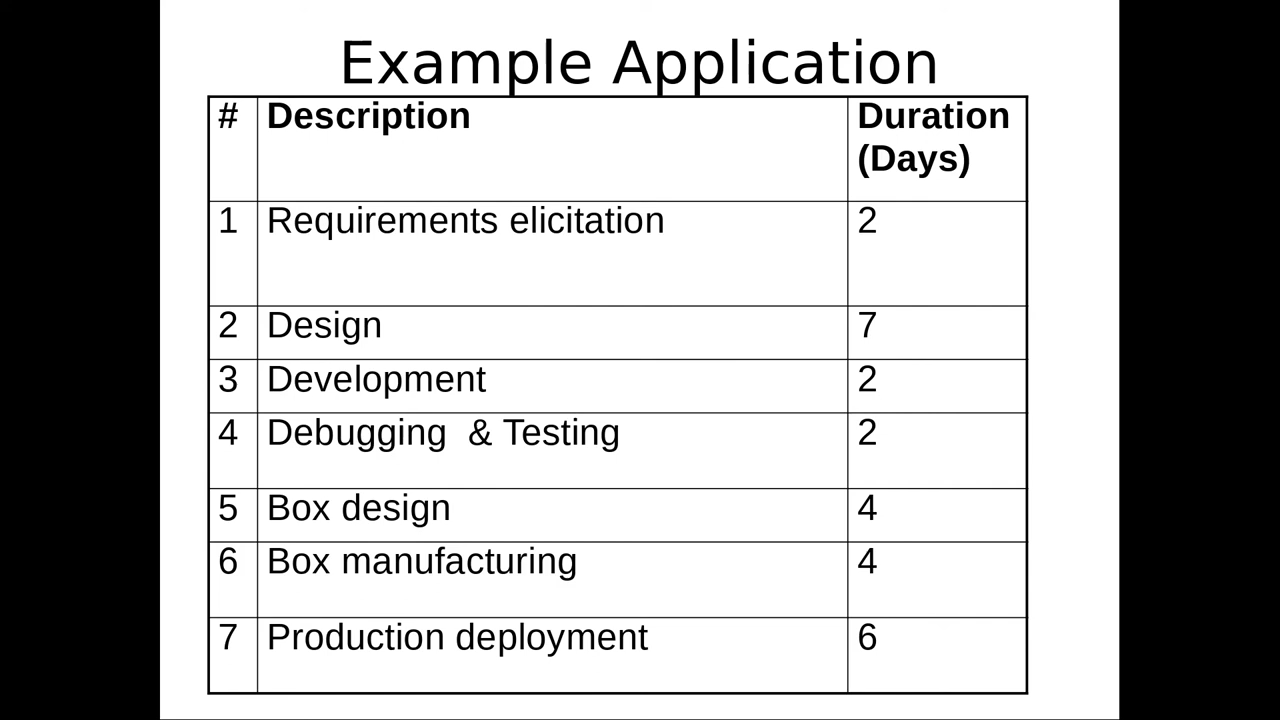 Example Application
# Description Duration
(Days)
1 Requirements elicitation 2
2 Design 7
3 Development 2
4 Debugging  & Testing 2
5 Box design 4
6 Box manufacturing 4
7 Production deployment 6